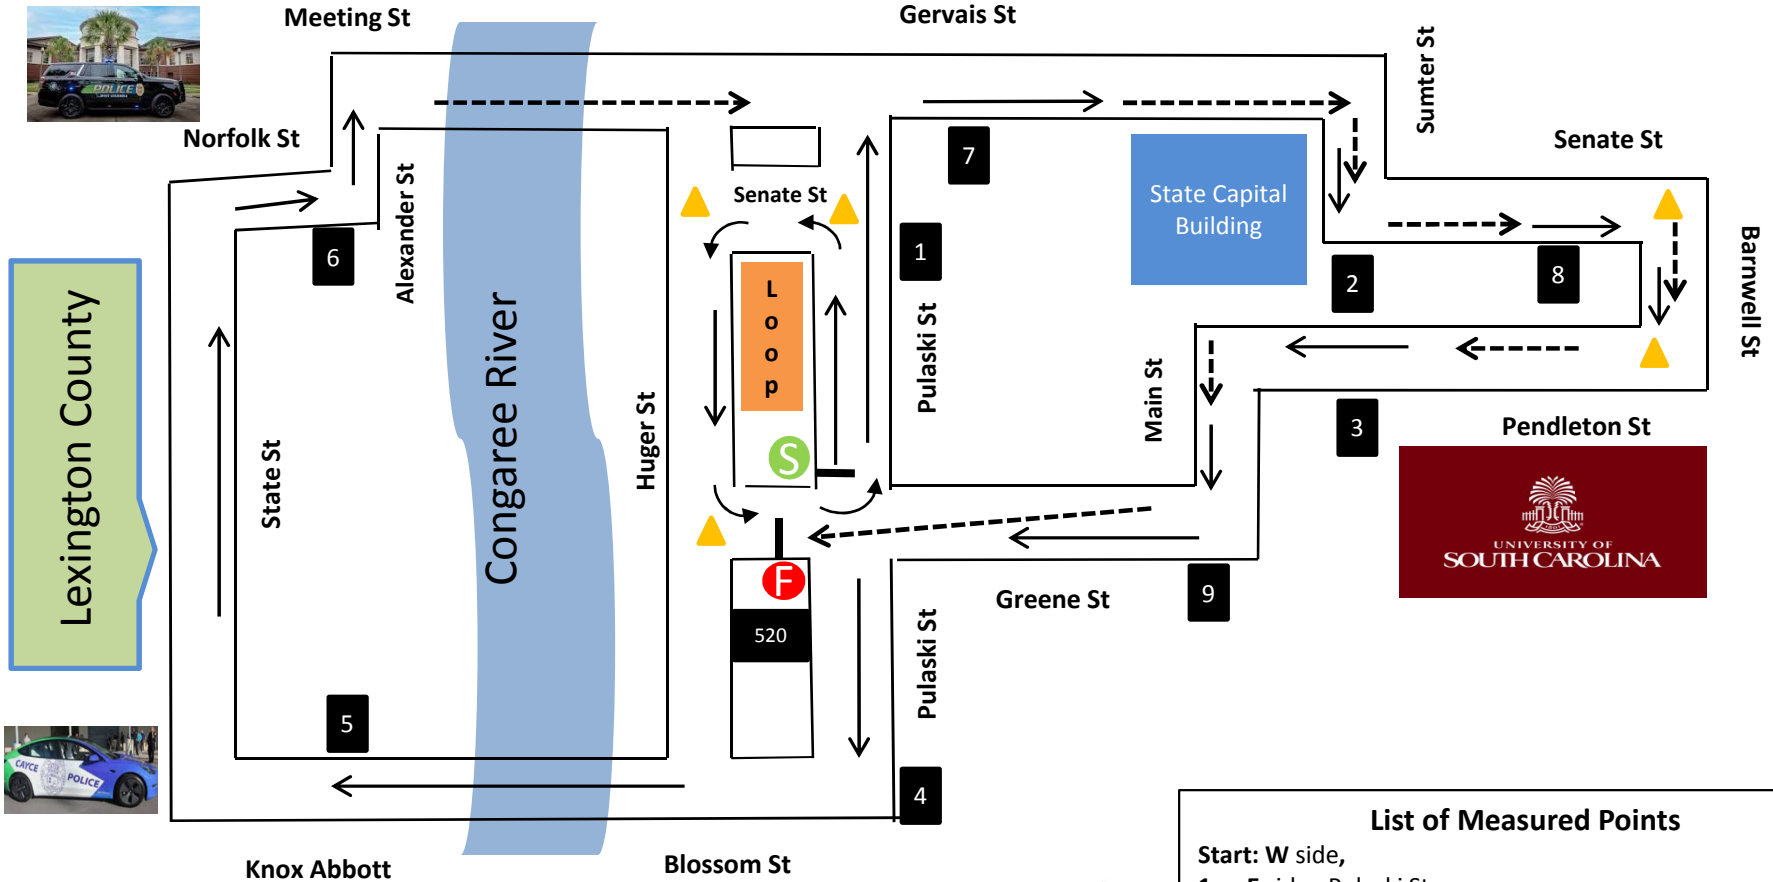 Meeting St
Gervais St
Sumter St
POLICE
Norfolk St
Senate St
7
Alexander St
Senate St
State Capital
Building
1
6
Barnwell St
2
8
Lexington County
Congaree River
L
o
o
p
Pulaski St
Main St
Huger St
State St
3
Pendleton St
S
UNIVERSITY OF
SOUTH CAROLINA
F
Greene St
9
520
Pulaski St
5
CAYCE
POLICE
4
List of Measured Points
Start: W side,
Knox Abbott
Blossom St